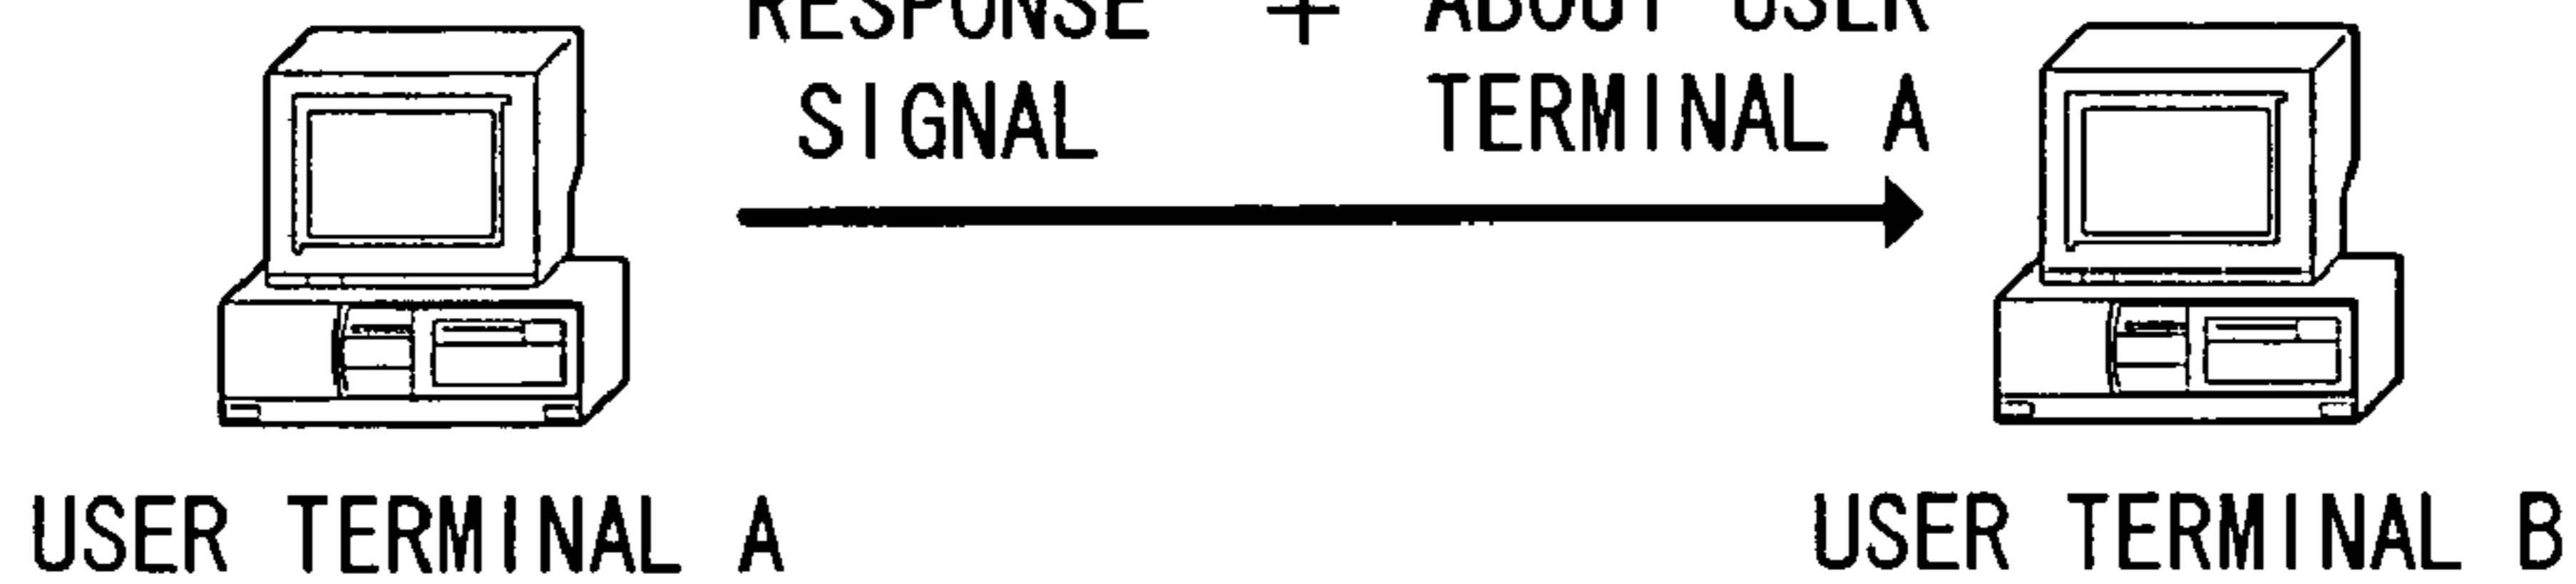 RESPONSE + ABOUT USER
SIGNAL TERMINAL A
USER TERMINAL A USER TERMINAL B